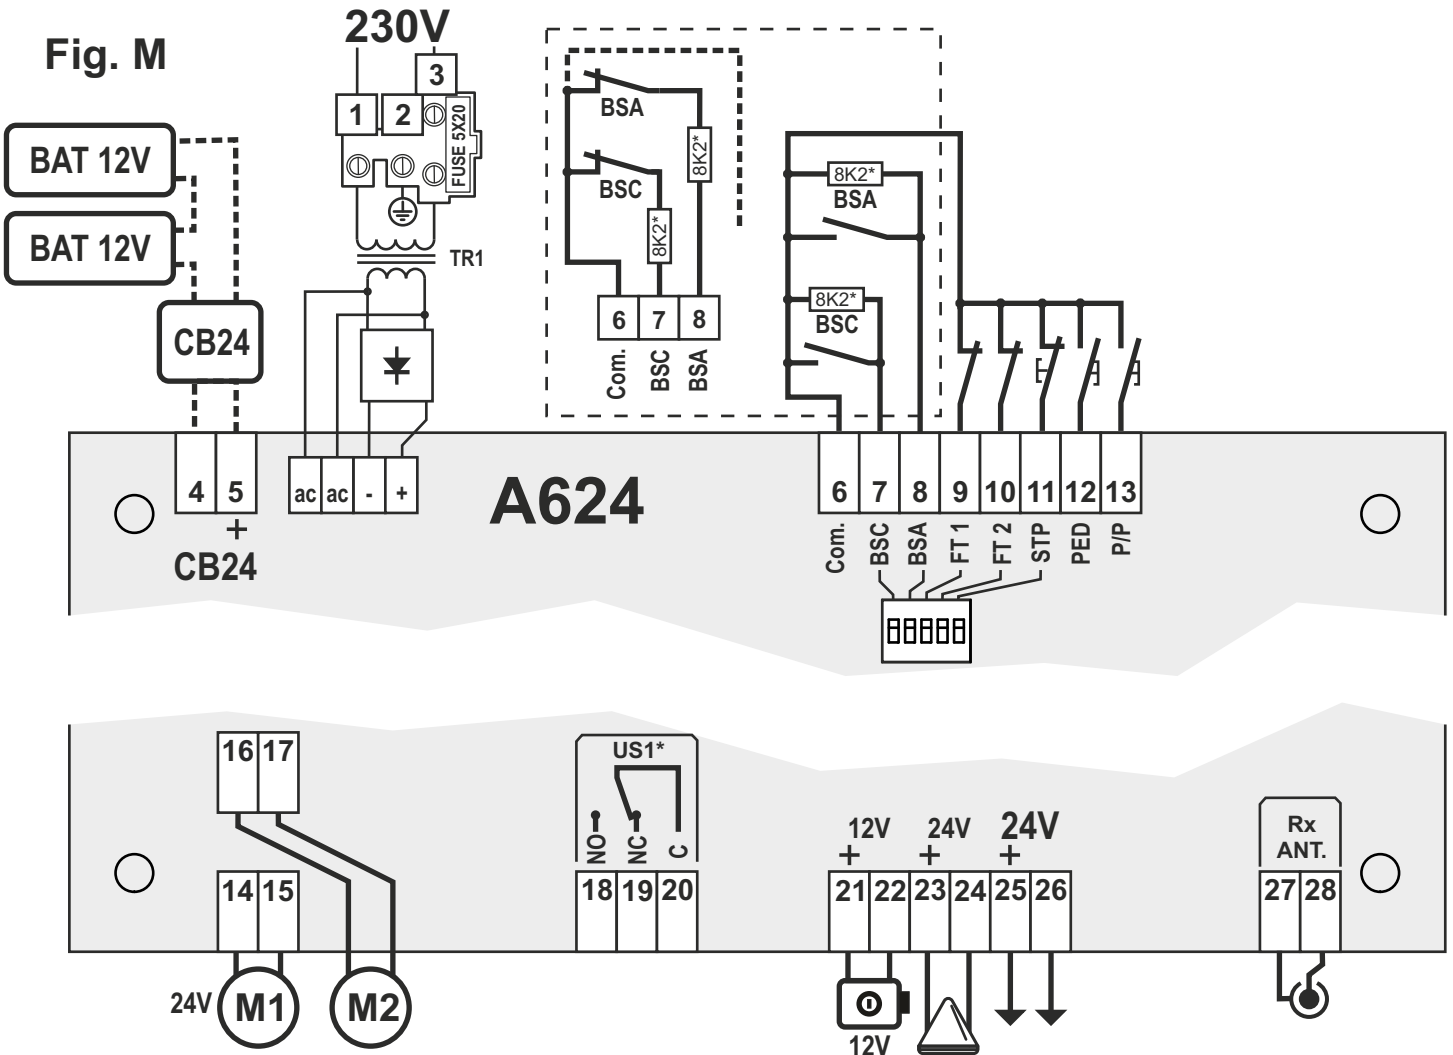 Fig. M
230V
3
1 2
FUSE 5X20
TR1
BAT 12V
BAT 12V
CB24
BSA
8K2*
BSC
8K2*
6 7 8
Com. BSC BSA
8K2*
BSA
8K2*
BSC
4 5
+
CB24
ac ac - +
A624
6 7 8 9 10 11 12 13
Com. BSC BSA FT 1 FT 2 STP PED P/P
16 17
14 15
24V M1 M2
US1*
NO NC C
18 19 20
12V 24V 24V
+ + +
21 22 23 24 25 26
12V
Rx
ANT.
27 28